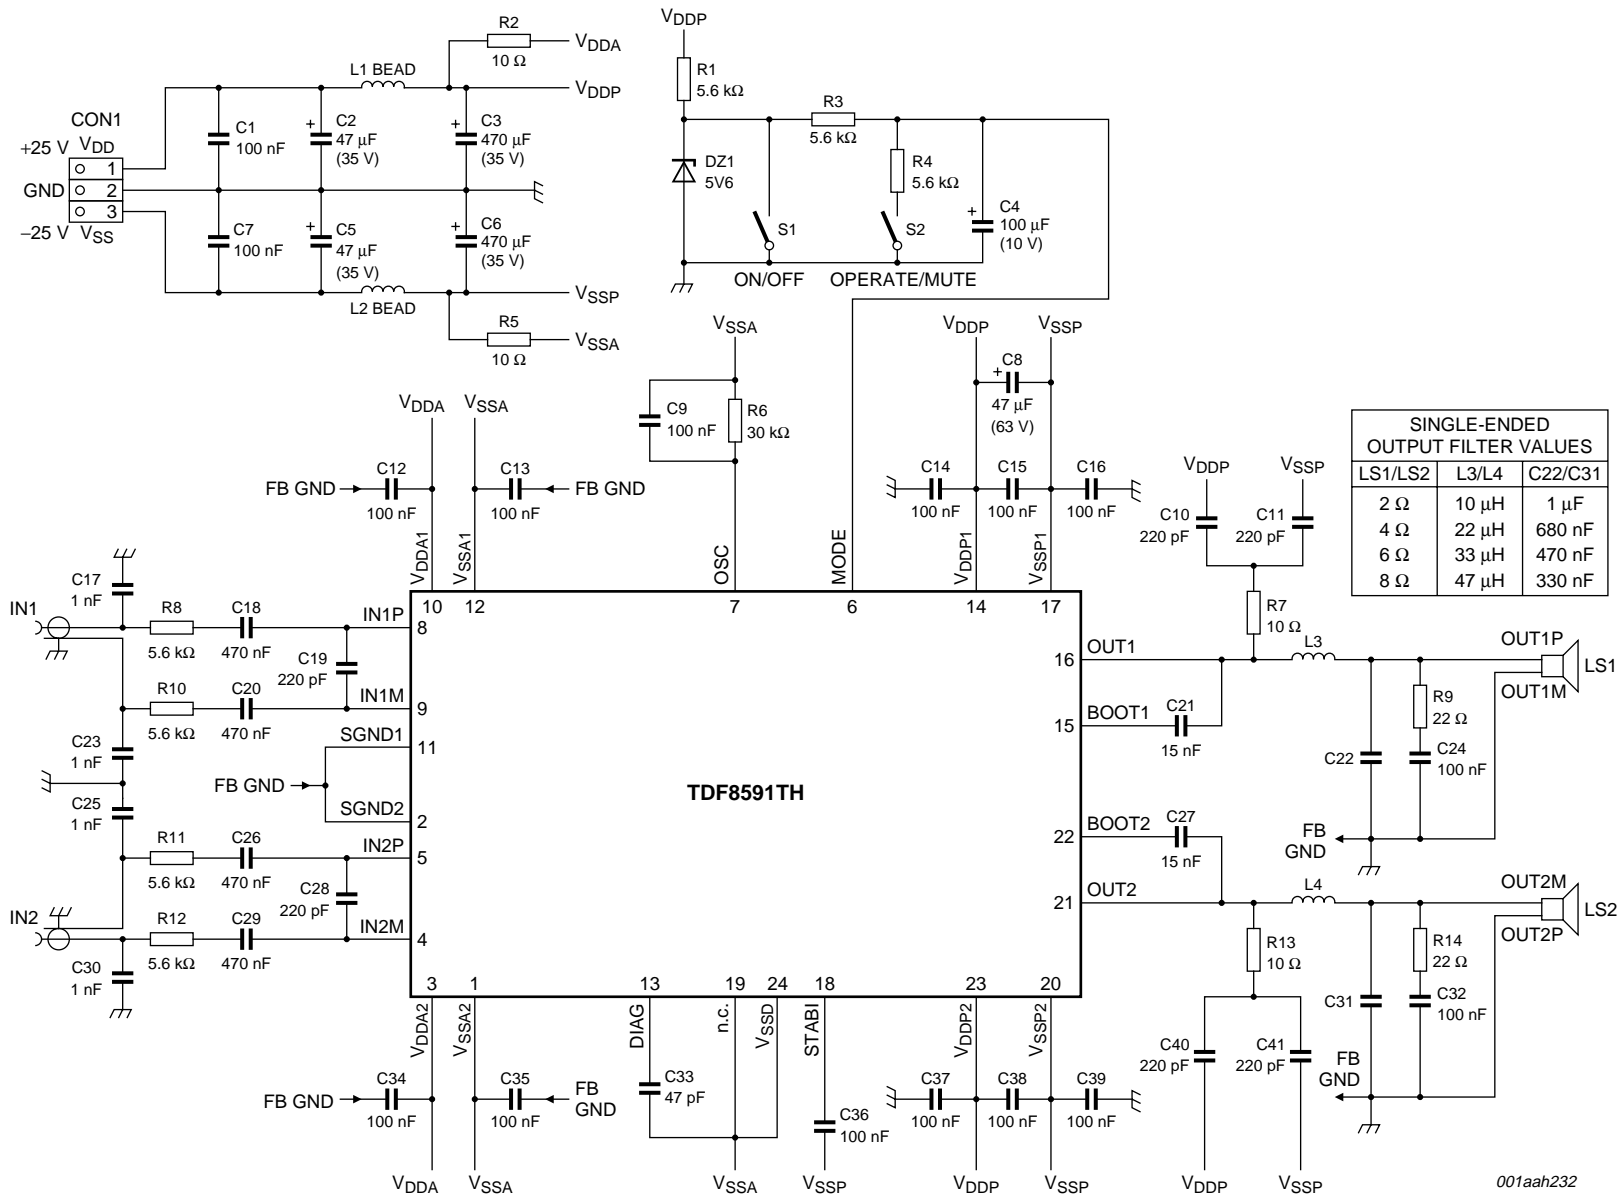 R2
10 Ω
VDDA
L1 BEAD
VDDP
CON1
+25 V VDD
1
GND
2
3
−25 V VSS
C1
100 nF
C2
47 μF
(35 V)
C3
470 μF
(35 V)
C7
100 nF
C5
47 μF
(35 V)
C6
470 μF
(35 V)
L2 BEAD
VSSP
R5
10 Ω
VSSA
VDDP
R1
5.6 kΩ
R3
5.6 kΩ
DZ1
5V6
R4
5.6 kΩ
S1
S2
C4
100 μF
(10 V)
ON/OFF
OPERATE/MUTE
VSSA
C9
100 nF
R6
30 kΩ
VDDP
VSSP
C8
47 μF
(63 V)
VDDA
VSSA
C12
FB GND
100 nF
C13
FB GND
100 nF
C14
100 nF
C15
100 nF
C16
100 nF
VDDP
VSSP
C10
220 pF
C11
220 pF
SINGLE-ENDED
OUTPUT FILTER VALUES
LS1/LS2 L3/L4 C22/C31
2 Ω 10 μH 1 μF
4 Ω 22 μH 680 nF
6 Ω 33 μH 470 nF
8 Ω 47 μH 330 nF
VDDA1
VSSA1
OSC
MODE
VDDP1
VSSP1
10
12
7
6
14
17
C17
1 nF
IN1
R8
5.6 kΩ
C18
470 nF
IN1P
8
C19
220 pF
R10
5.6 kΩ
C20
470 nF
IN1M
9
SGND1
11
C23
1 nF
FB GND
C25
1 nF
SGND2
2
R11
5.6 kΩ
C26
470 nF
IN2P
5
C28
220 pF
IN2
R12
5.6 kΩ
C29
470 nF
IN2M
4
C30
1 nF
TDF8591TH
R7
10 Ω
16
OUT1
L3
OUT1P
LS1
OUT1M
15
BOOT1
C21
15 nF
R9
22 Ω
C22
C24
100 nF
22
BOOT2
C27
15 nF
FB
GND
21
OUT2
L4
OUT2M
LS2
OUT2P
R13
10 Ω
R14
22 Ω
C31
C32
100 nF
C40
220 pF
C41
220 pF
FB
GND
VDDP
VSSP
3
1
13
19
24
18
23
20
VDDA2
VSSA2
DIAG
n.c.
VSSD
STABI
VDDP2
VSSP2
C34
FB GND
100 nF
C35
100 nF
FB
GND
C33
47 pF
C36
100 nF
C37
100 nF
C38
100 nF
C39
100 nF
VDDA
VSSA
VSSA
VSSP
VDDP
VSSP
001aah232